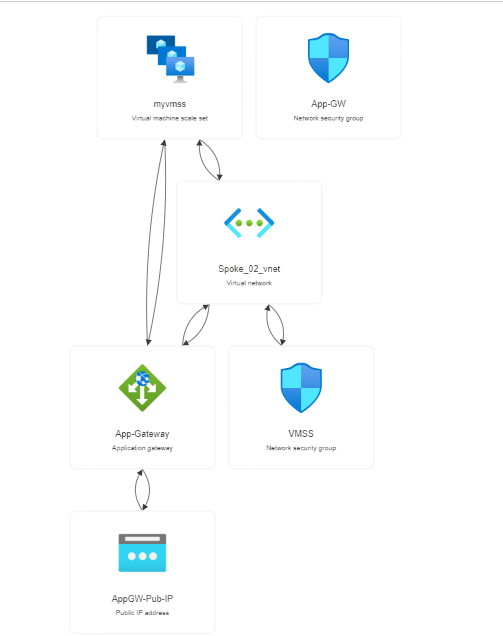 myvmss
Virtual machine scale set
App-GW
Network security group
Spoke_02_vnet
Virtual network
App-Gateway
Application gateway
VMSS
Network security group
AppGW-Pub-IP
Public IP address